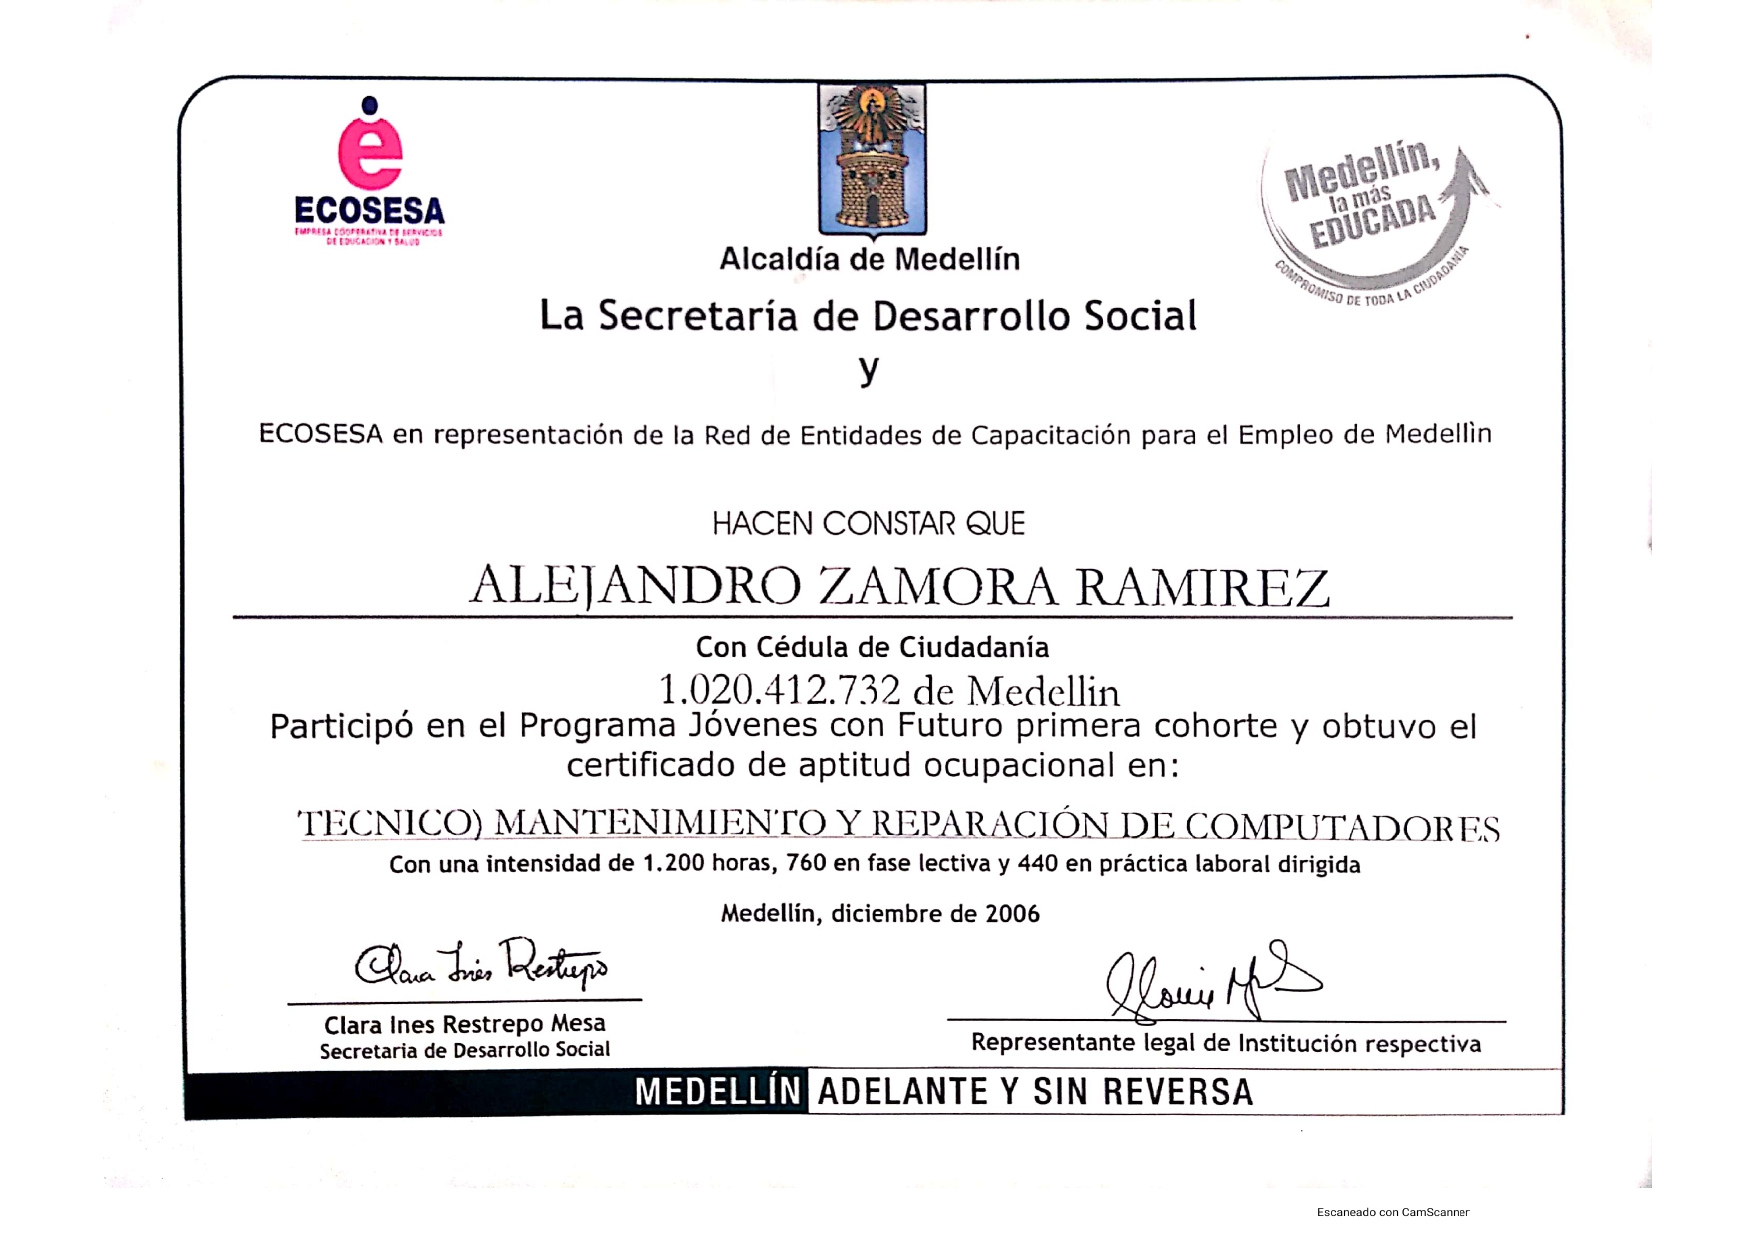 ECOSESA
EMPRESA COOPERATIVA DE SERVICIOS
DE EDUCACION Y SALUD
Medellín,
la más
EDUCADA
COMPROMISO DE TODA LA CIUDADANÍA
Alcaldía de Medellín
La Secretaría de Desarrollo Social
y
ECOSESA en representación de la Red de Entidades de Capacitación para el Empleo de Medellìn
HACEN CONSTAR QUE
ALEJANDRO ZAMORA RAMIREZ
Con Cédula de Ciudadanía
1.020.412.732 de Medellin
Participó en el Programa Jóvenes con Futuro primera cohorte y obtuvo el
certificado de aptitud ocupacional en:
TECNICO) MANTENIMIENTO Y REPARACIÓN DE COMPUTADORES
Con una intensidad de 1.200 horas, 760 en fase lectiva y 440 en práctica laboral dirigida
Medellín, diciembre de 2006
Clara Inés Restrepo
Clara Ines Restrepo Mesa
Secretaria de Desarrollo Social
Representante legal de Institución respectiva
MEDELLÍN ADELANTE Y SIN REVERSA
Escaneado con CamScanner